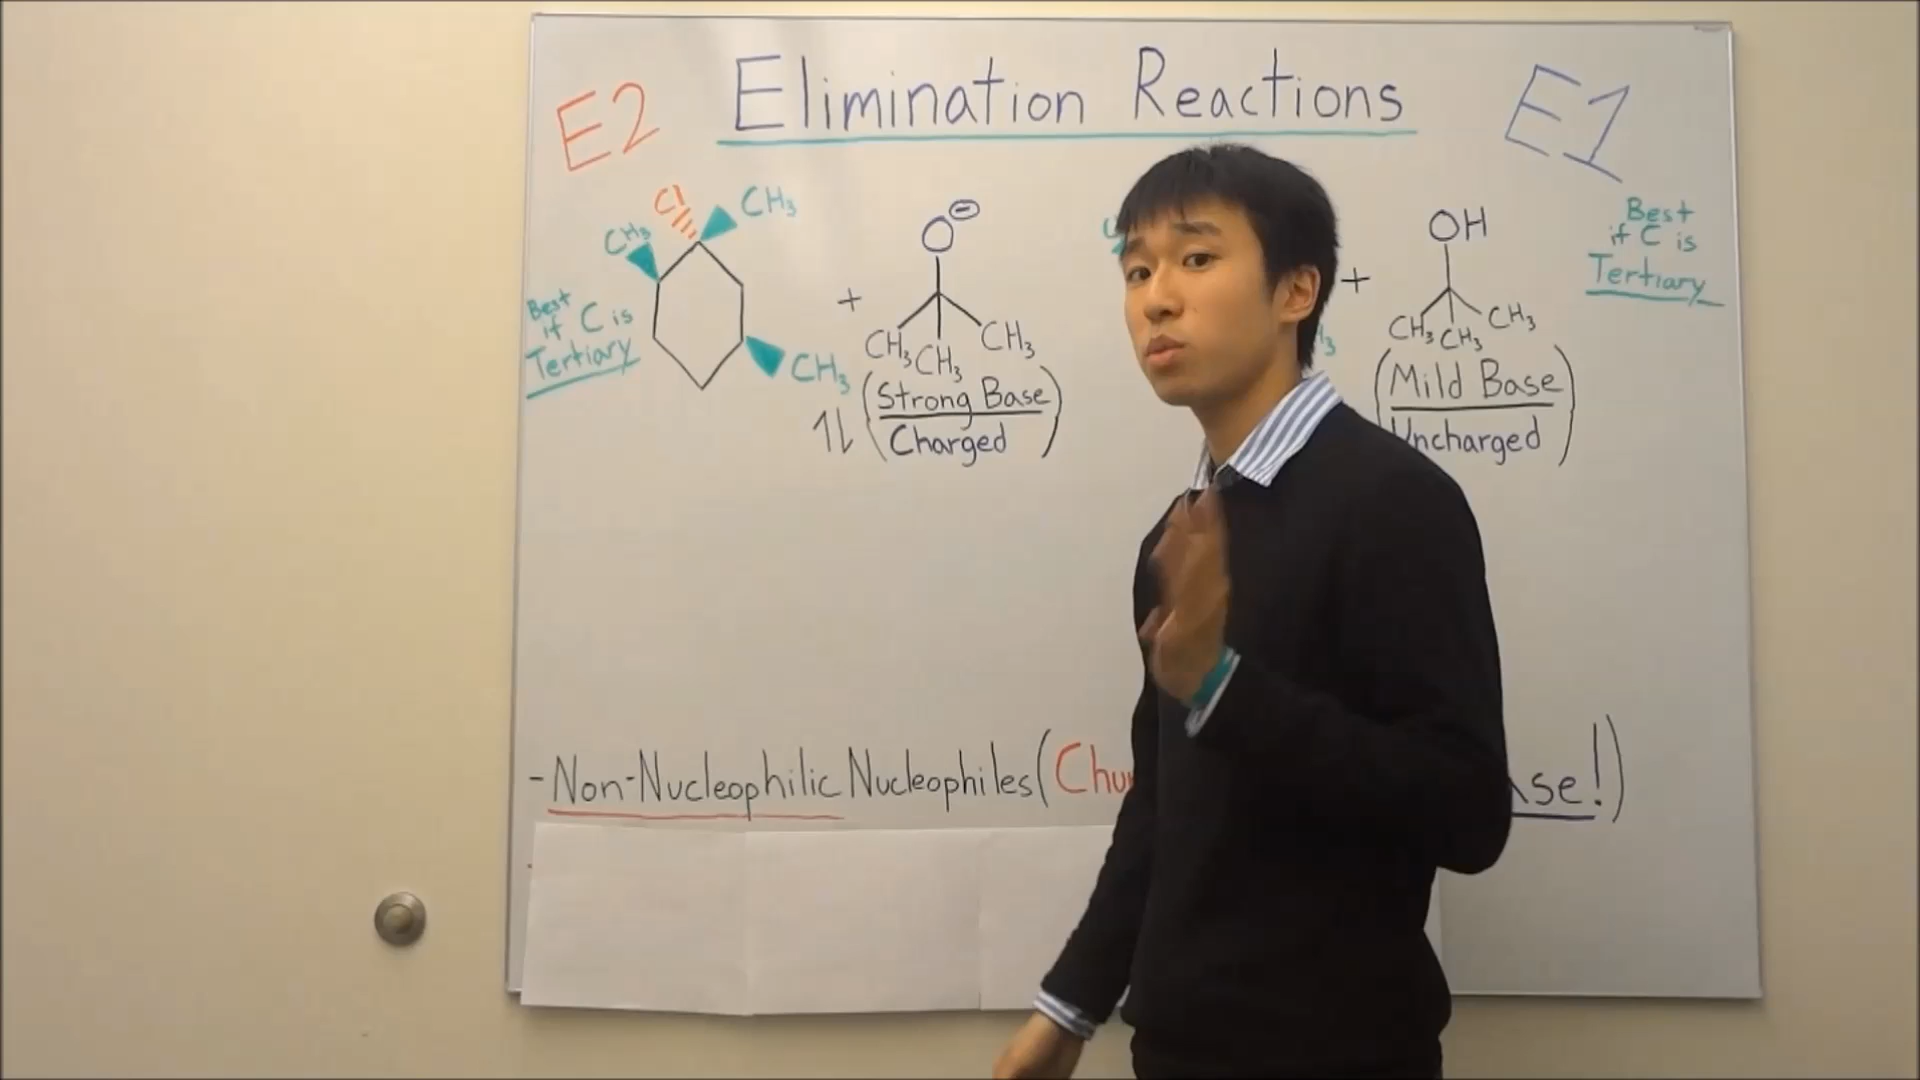 Elimination Reactions
E2
E1
Cl
CH3
CH3
CH3
Best
if C is
Tertiary
+
O⊖
CH3
CH3
CH3
(Strong Base
Charged)
⥮
+
OH
CH3
CH3
CH3
(Mild Base
Uncharged)
Best
if C is
Tertiary
-Non-Nucleophilic Nucleophiles(
!)